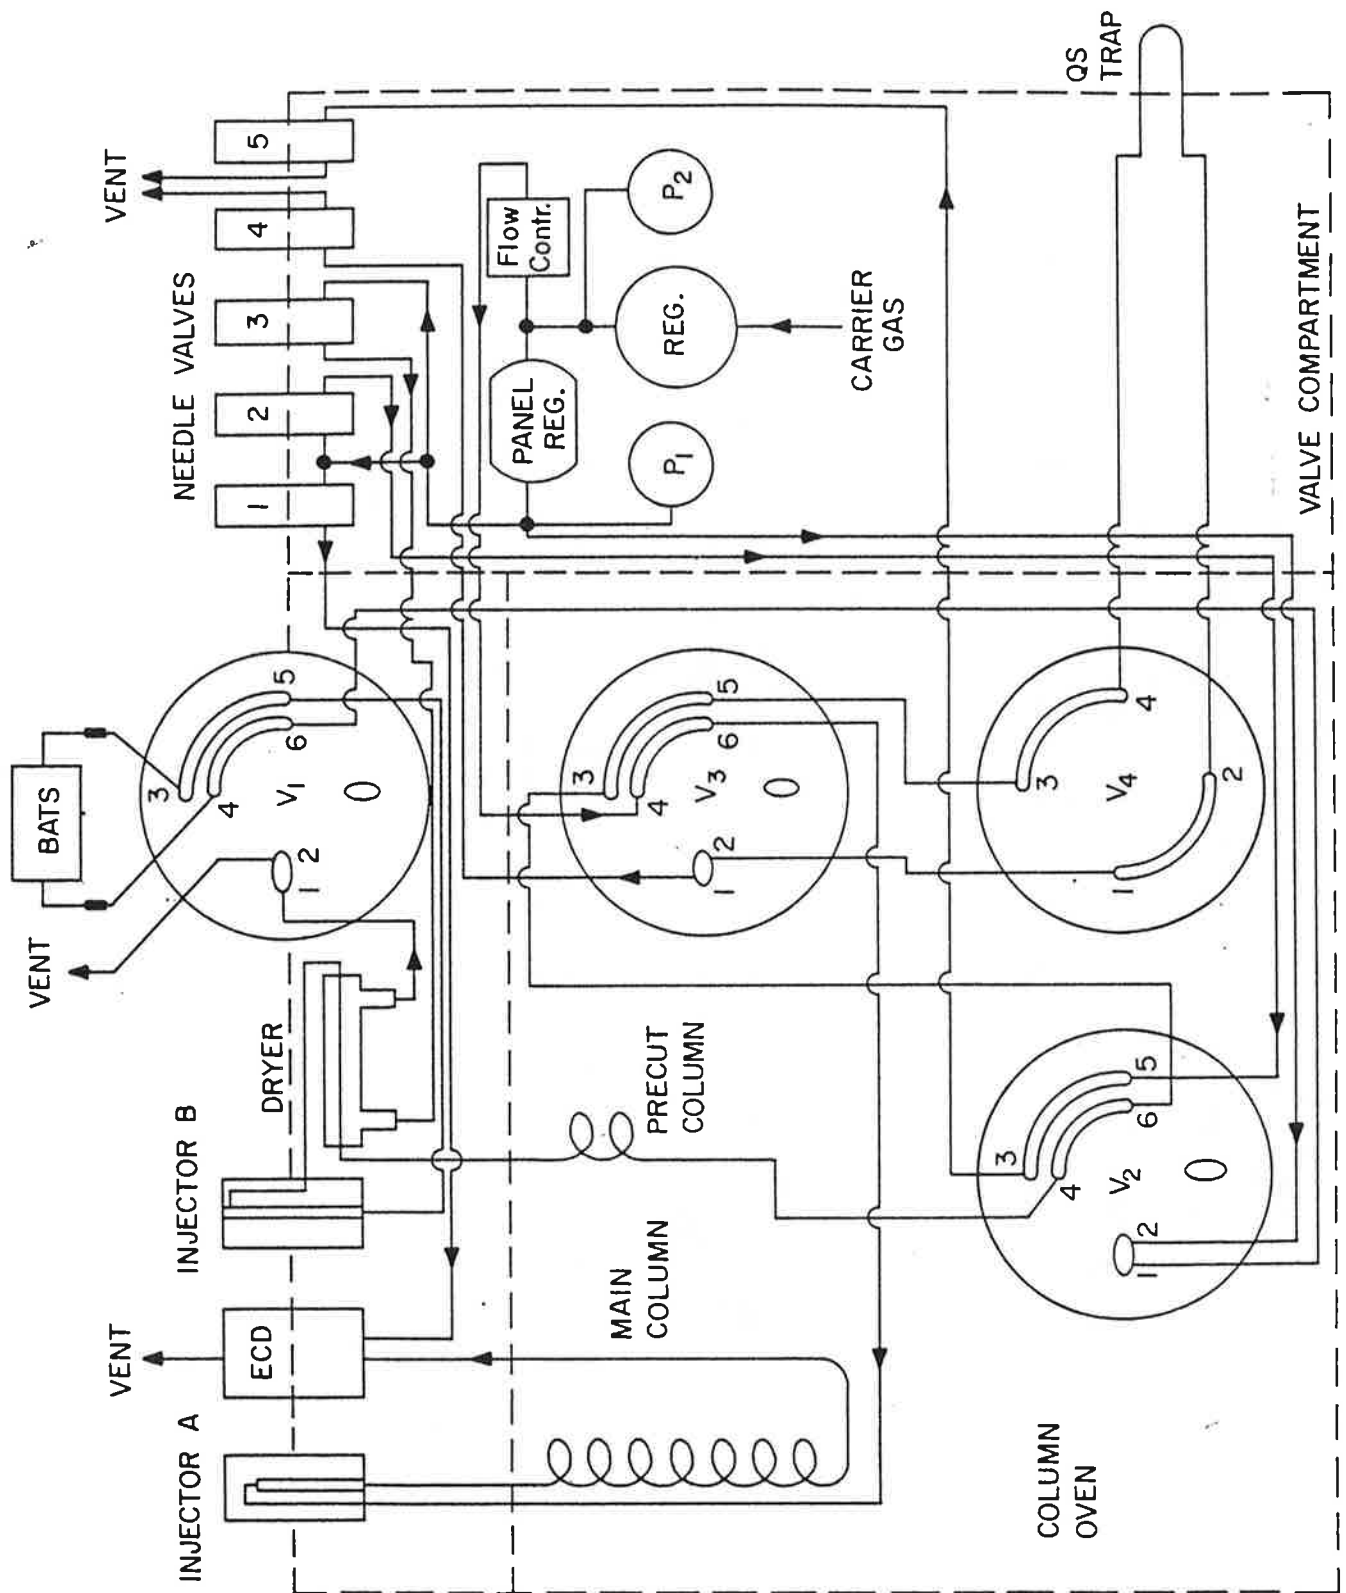 QS
TRAP
VENT
5
4
3
2
1
NEEDLE VALVES
Flow
Contr.
P2
REG.
PANEL
REG.
P1
CARRIER
GAS
VALVE COMPARTMENT
BATS
3
5
4
6
V1
0
2
1
VENT
3
5
4
6
V3
0
2
1
3
4
V4
2
1
DRYER
INJECTOR B
PRECUT
COLUMN
3
5
4
6
V2
0
2
1
MAIN
COLUMN
VENT
ECD
INJECTOR A
COLUMN
OVEN